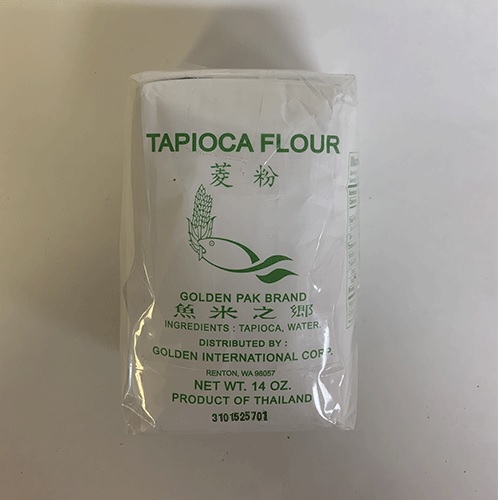 TAPIOCA FLOUR
菱粉
GOLDEN PAK BRAND
魚米之鄉
INGREDIENTS : TAPIOCA, WATER.
DISTRIBUTED BY :
GOLDEN INTERNATIONAL CORP.
RENTON, WA 98057
NET WT. 14 OZ.
PRODUCT OF THAILAND
3101525701